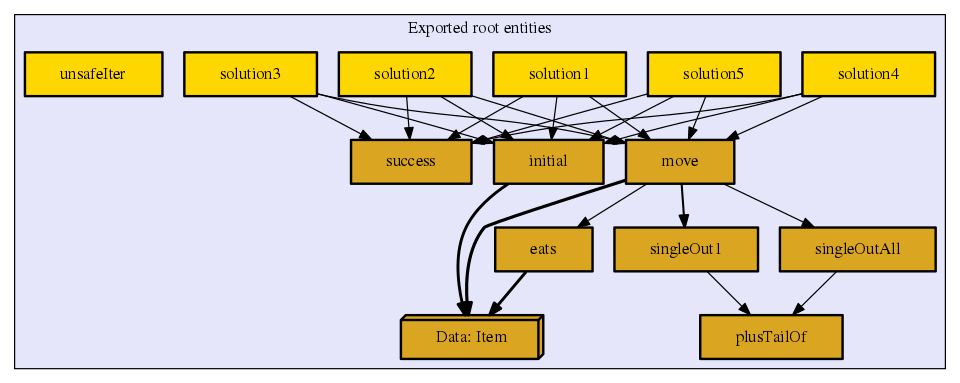 Exported root entities
unsafeIter
solution3
solution2
solution1
solution5
solution4
success
initial
move
eats
singleOut1
singleOutAll
Data: Item
plusTailOf